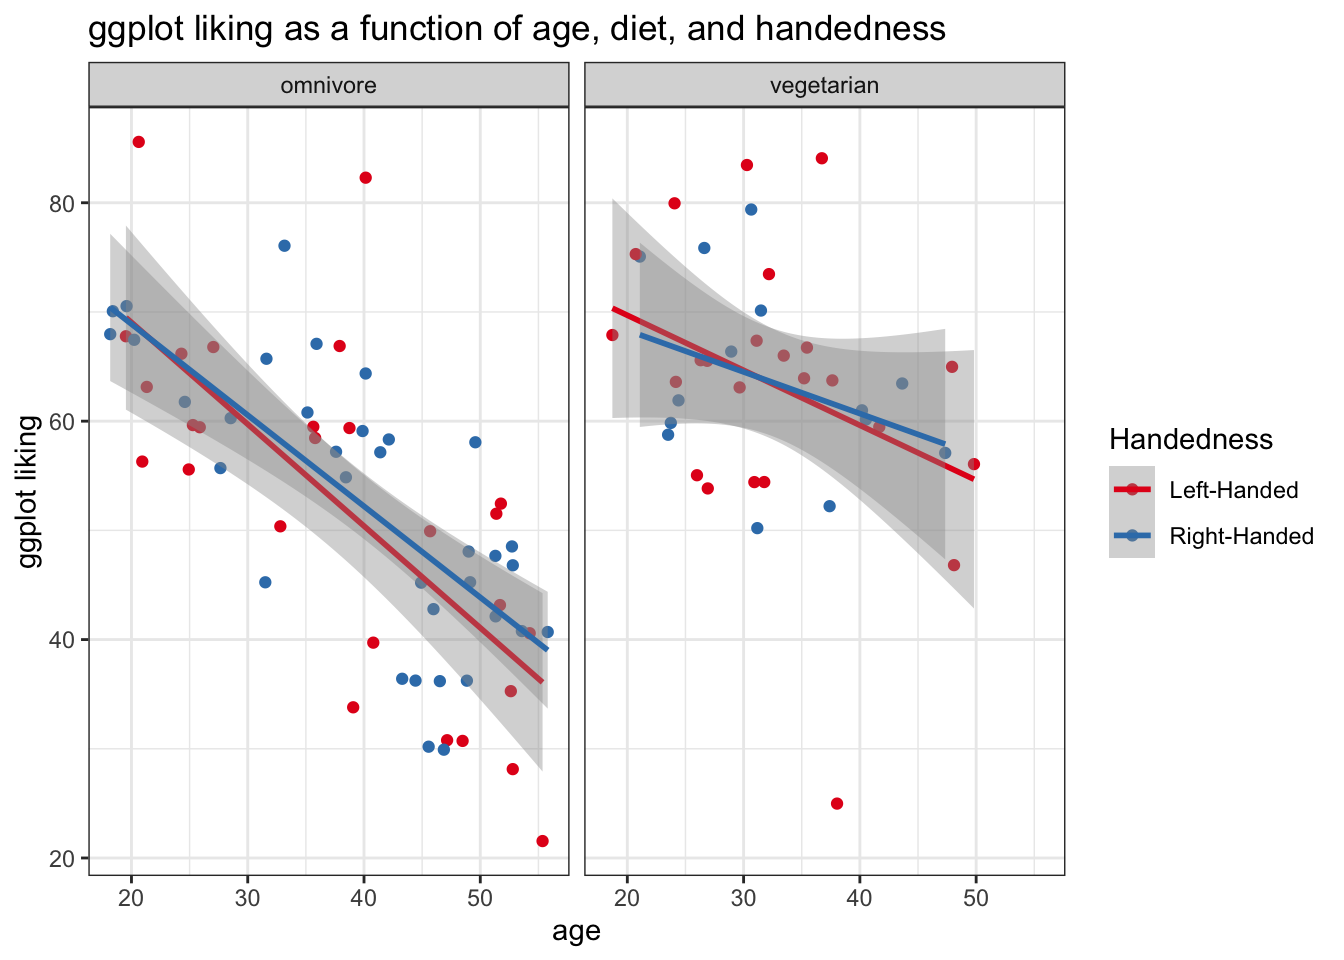 ggplot liking as a function of age, diet, and handedness
omnivore
vegetarian
80
60
40
20
ggplot liking
20 30 40 50
20 30 40 50
age
Handedness
Left-Handed
Right-Handed